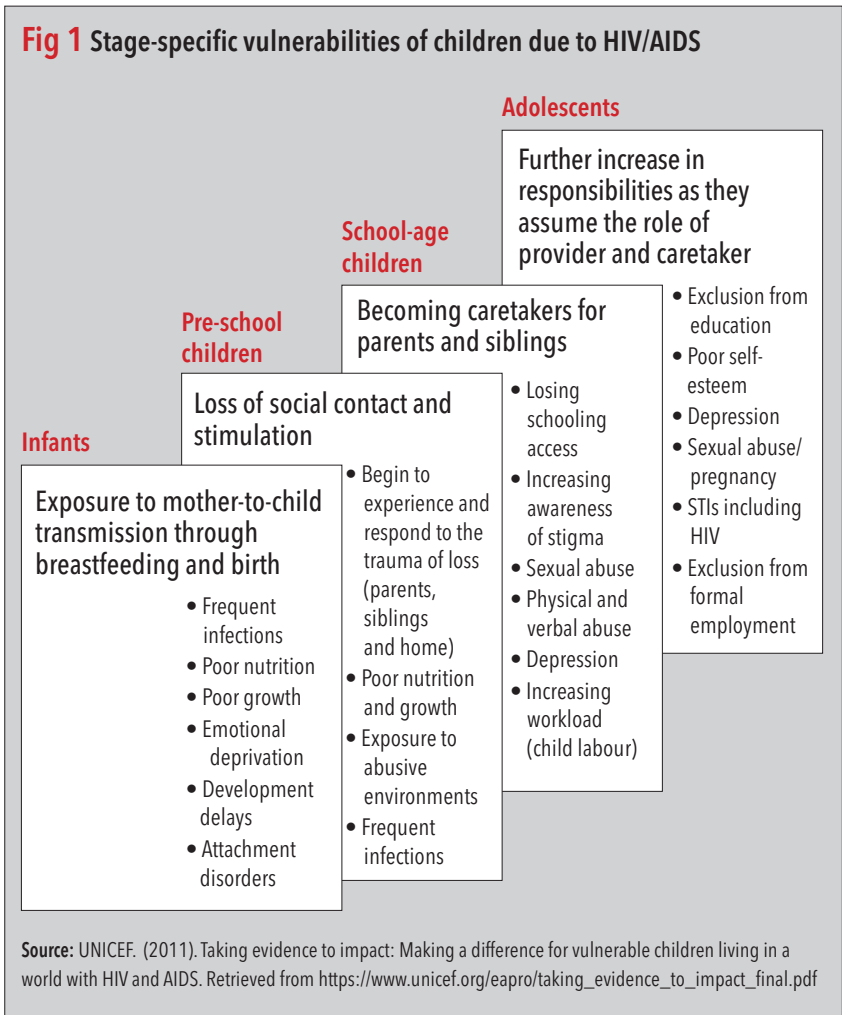 Fig 1 Stage-specific vulnerabilities of children due to HIV/AIDS
Infants
Exposure to mother-to-child
transmission through
breastfeeding and birth
• Frequent
infections
• Poor nutrition
• Poor growth
• Emotional
deprivation
• Development
delays
• Attachment
disorders
Pre-school
children
Loss of social contact and
stimulation
• Begin to
experience and
respond to the
trauma of loss
(parents,
siblings
and home)
• Poor nutrition
and growth
• Exposure to
abusive
environments
• Frequent
infections
School-age
children
Becoming caretakers for
parents and siblings
• Losing
schooling
access
• Increasing
awareness
of stigma
• Sexual abuse
• Physical and
verbal abuse
• Depression
• Increasing
workload
(child labour)
Adolescents
Further increase in
responsibilities as they
assume the role of
provider and caretaker
• Exclusion from
education
• Poor self-
esteem
• Depression
• Sexual abuse/
pregnancy
• STIs including
HIV
• Exclusion from
formal
employment
Source: UNICEF. (2011). Taking evidence to impact: Making a difference for vulnerable children living in a
world with HIV and AIDS. Retrieved from https://www.unicef.org/eapro/taking_evidence_to_impact_final.pdf